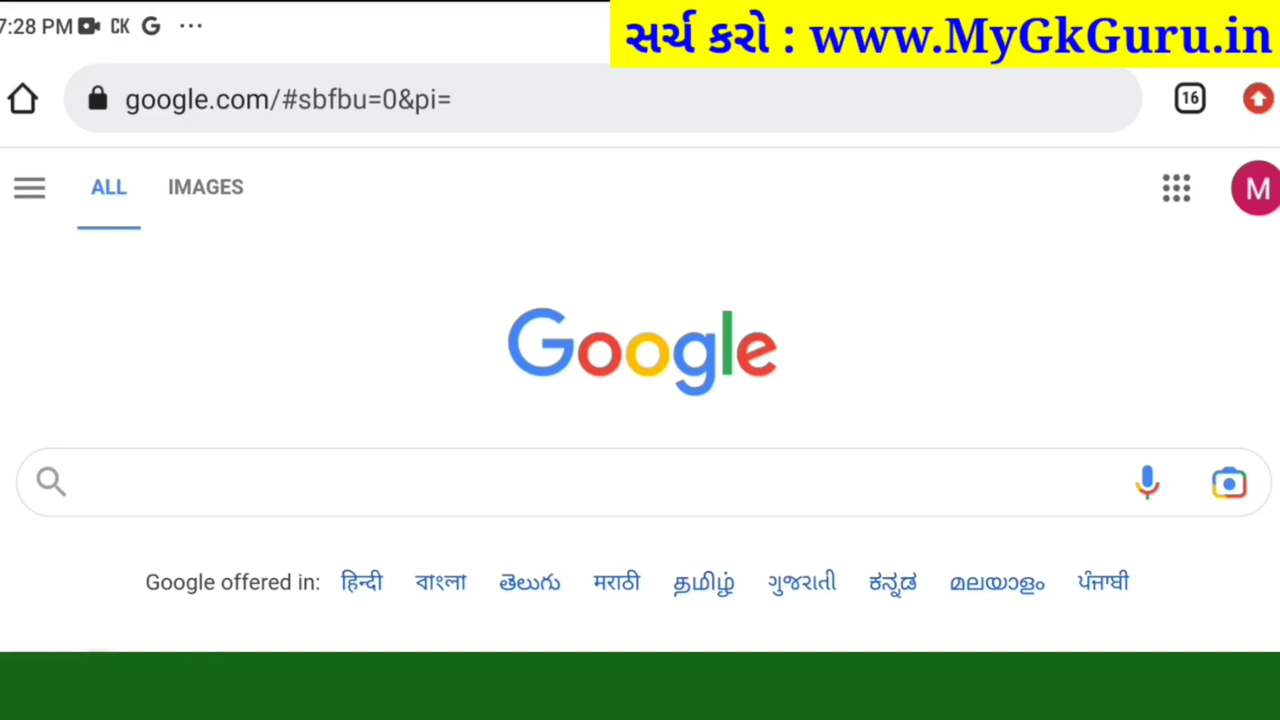 7:28 PM CK G ...
સર્ચ કરો : www.MyGkGuru.in
google.com/#sbfbu=0&pi=
16
ALL IMAGES
M
Google
Google offered in: हिन्दी বাংলা తెలుగు मराठी தமிழ் ગુજરાતી ಕನ್ನಡ മലയാളം ਪੰਜਾਬੀ